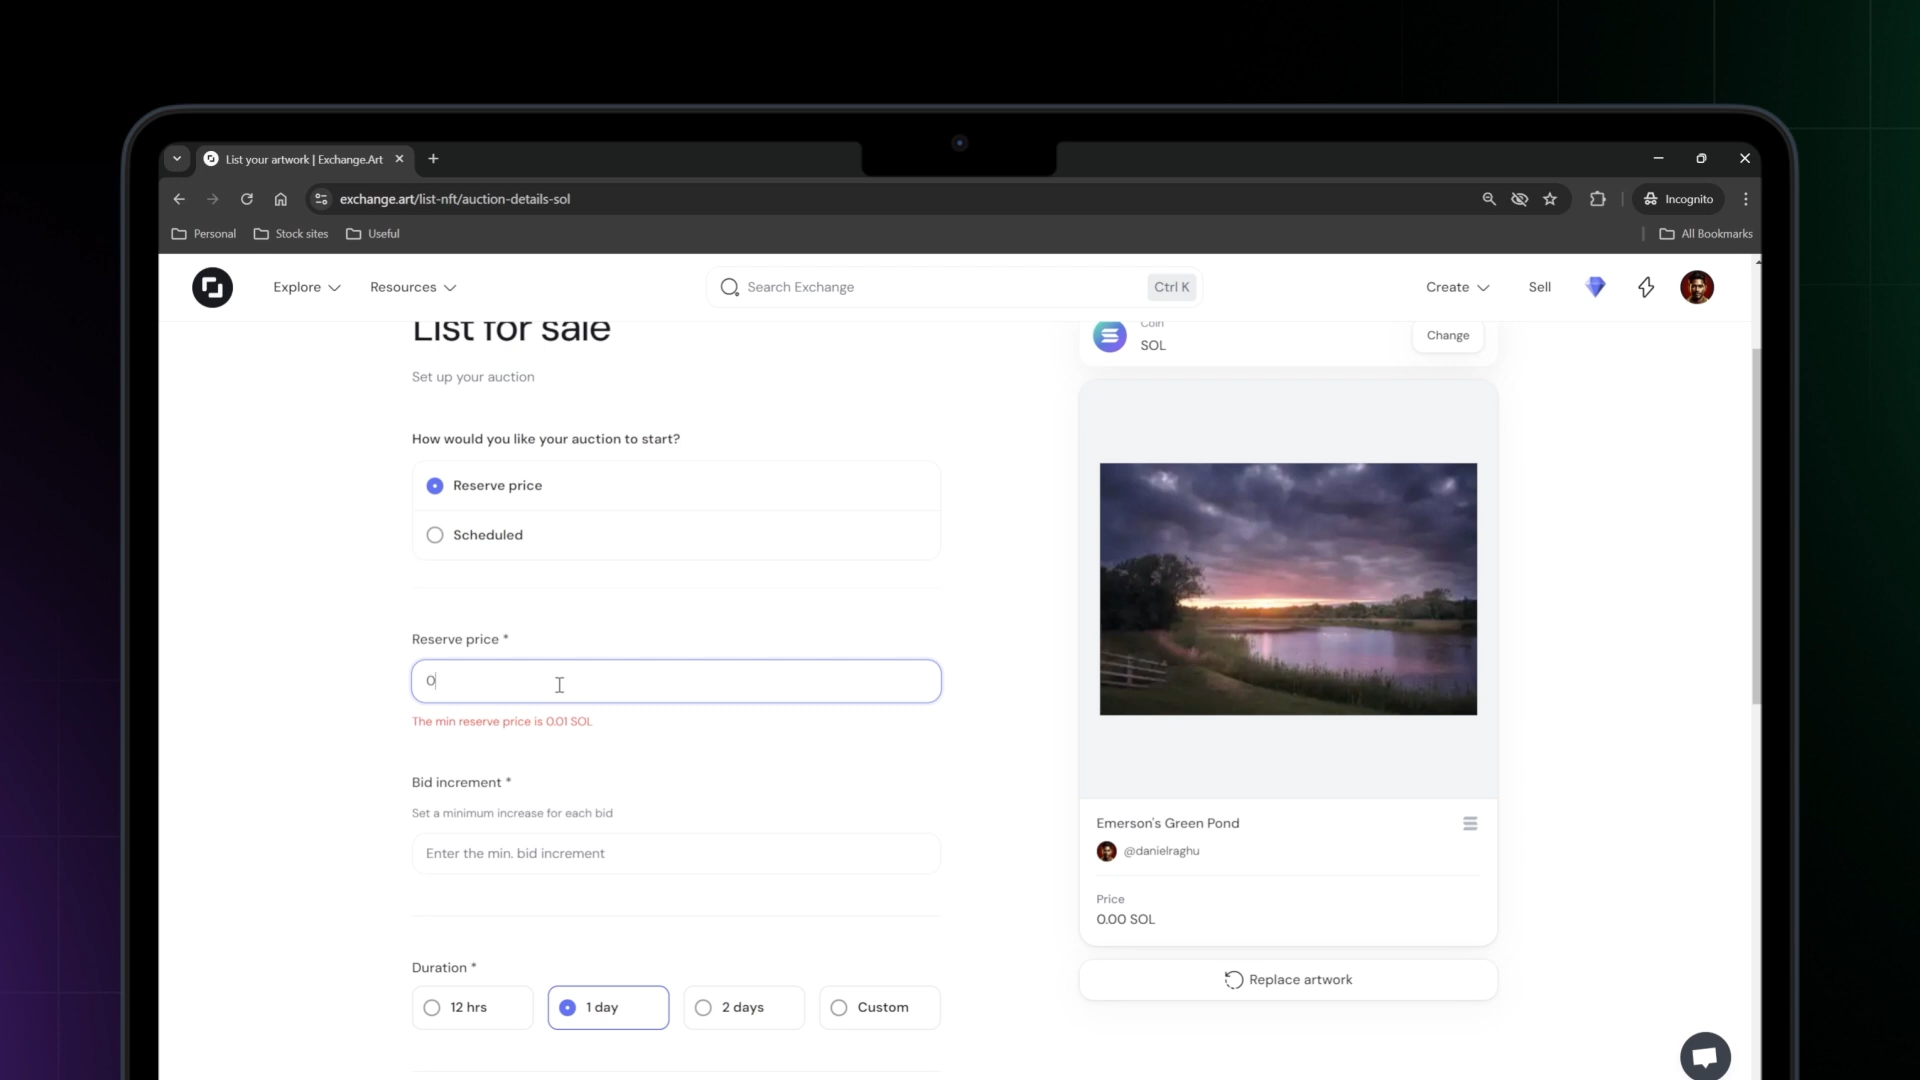 List your artwork | Exchange.Art
exchange.art/list-nft/auction-details-sol
Incognito
Personal
Stock sites
Useful
All Bookmarks
Explore
Resources
Search Exchange
Ctrl K
Create
Sell
List for sale
Set up your auction
How would you like your auction to start?
Reserve price
Scheduled
Reserve price *
0
The min reserve price is 0.01 SOL
Bid increment *
Set a minimum increase for each bid
Enter the min. bid increment
Duration *
12 hrs
1 day
2 days
Custom
Coin
SOL
Change
Emerson's Green Pond
@danielraghu
Price
0.00 SOL
Replace artwork